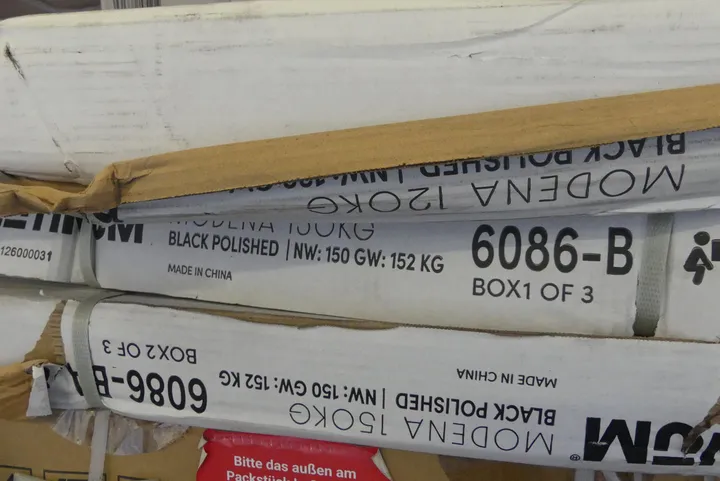 MODENA 120KG
BLACK POLISHED | NW:
126000031
BLACK POLISHED | NW: 150 GW: 152 KG
MADE IN CHINA
6086-B
BOX1 OF 3
MODENA 150KG
BLACK POLISHED | NW: 150 GW: 152 KG
MADE IN CHINA
6086-B
BOX2 OF 3
Bitte das außen am